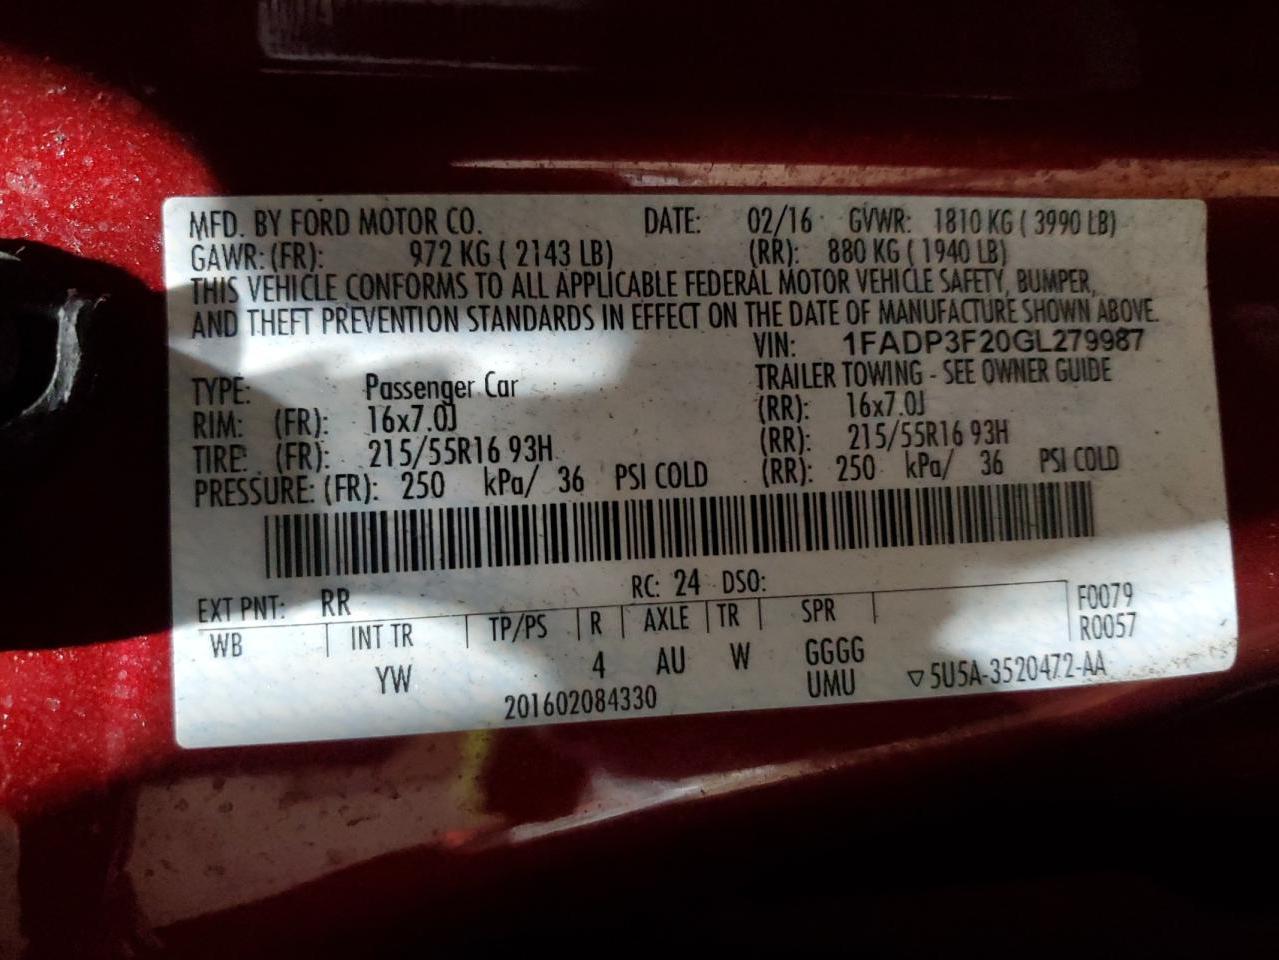 MFD. BY FORD MOTOR CO. DATE: 02/16 GVWR: 1810 KG ( 3990 LB)
GAWR: (FR): 972 KG ( 2143 LB) (RR): 880 KG ( 1940 LB)
THIS VEHICLE CONFORMS TO ALL APPLICABLE FEDERAL MOTOR VEHICLE SAFETY, BUMPER,
AND THEFT PREVENTION STANDARDS IN EFFECT ON THE DATE OF MANUFACTURE SHOWN ABOVE.
VIN: 1FADP3F20GL279987
TYPE: Passenger Car TRAILER TOWING - SEE OWNER GUIDE
RIM: (FR): 16x7.0J (RR): 16x7.0J
TIRE: (FR): 215/55R16 93H (RR): 215/55R16 93H
PRESSURE: (FR): 250 kPa/ 36 PSI COLD (RR): 250 kPa/ 36 PSI COLD
RC: 24 DSO:
EXT PNT: RR F0079
WB INT TR TP/PS R AXLE TR SPR R0057
YW 4 AU W GGGG
UMU ▽5U5A-3520472-AA
201602084330